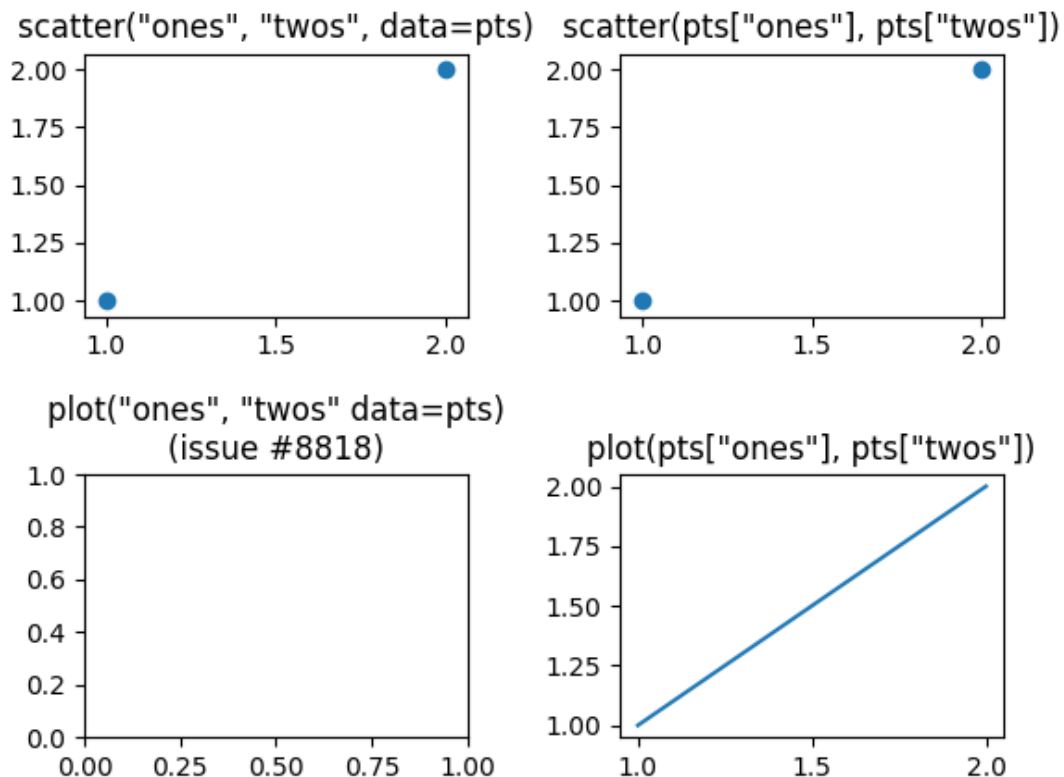 scatter("ones", "twos", data=pts)
2.00
1.75
1.50
1.25
1.00
1.0 1.5 2.0
scatter(pts["ones"], pts["twos"])
2.00
1.75
1.50
1.25
1.00
1.0 1.5 2.0
plot("ones", "twos" data=pts)
(issue #8818)
1.0
0.8
0.6
0.4
0.2
0.0
0.00 0.25 0.50 0.75 1.00
plot(pts["ones"], pts["twos"])
2.00
1.75
1.50
1.25
1.00
1.0 1.5 2.0